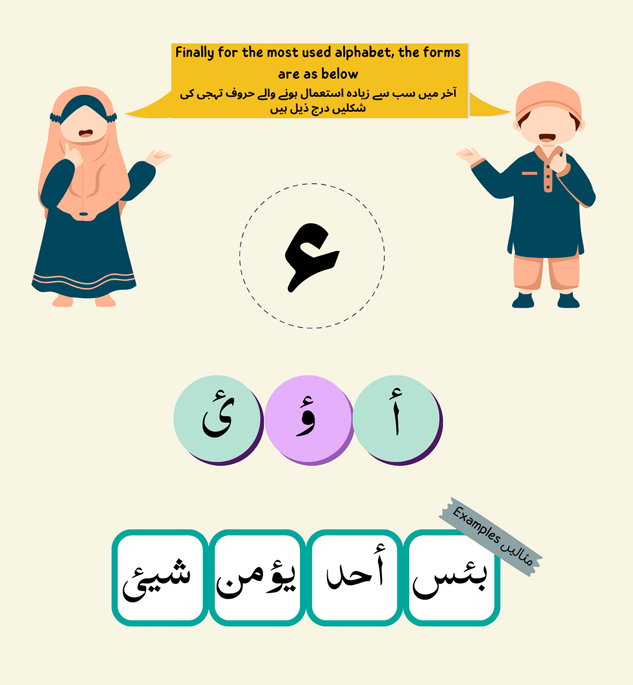 Finally for the most used alphabet, the forms
are as below
آخر میں سب سے زیادہ استعمال ہونے والے حروف تہجی کی
شکلیں درج ذیل ہیں
ء
أ ؤ ئ
Examples مثالیں
بئس أحد يؤمن شيئ